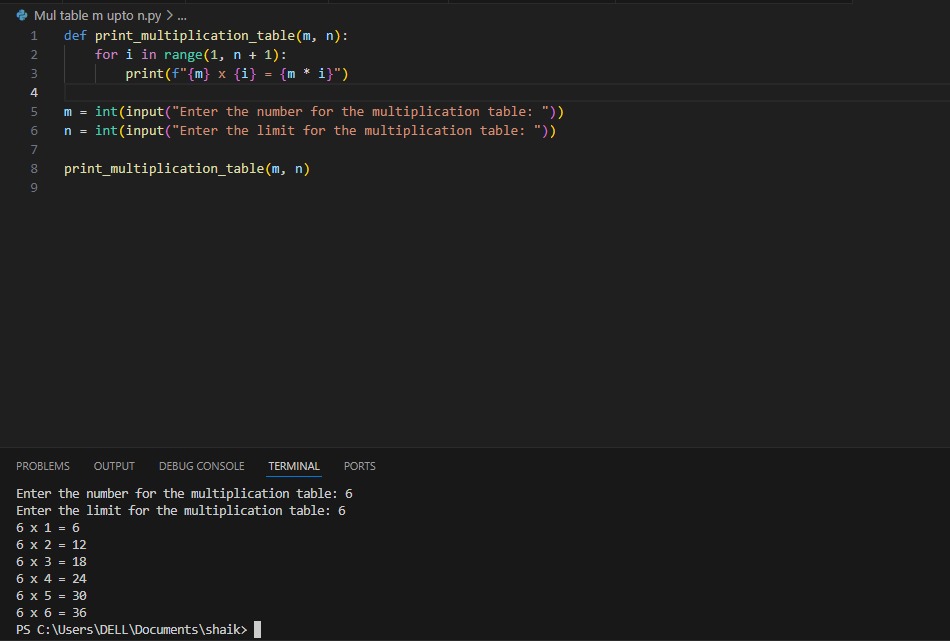 Mul table m upto n.py > ...
1 def print_multiplication_table(m, n):
2     for i in range(1, n + 1):
3         print(f"{m} x {i} = {m * i}")
4
5 m = int(input("Enter the number for the multiplication table: "))
6 n = int(input("Enter the limit for the multiplication table: "))
7
8 print_multiplication_table(m, n)
9
PROBLEMS OUTPUT DEBUG CONSOLE TERMINAL PORTS
Enter the number for the multiplication table: 6
Enter the limit for the multiplication table: 6
6 x 1 = 6
6 x 2 = 12
6 x 3 = 18
6 x 4 = 24
6 x 5 = 30
6 x 6 = 36
PS C:\Users\DELL\Documents\shaik>